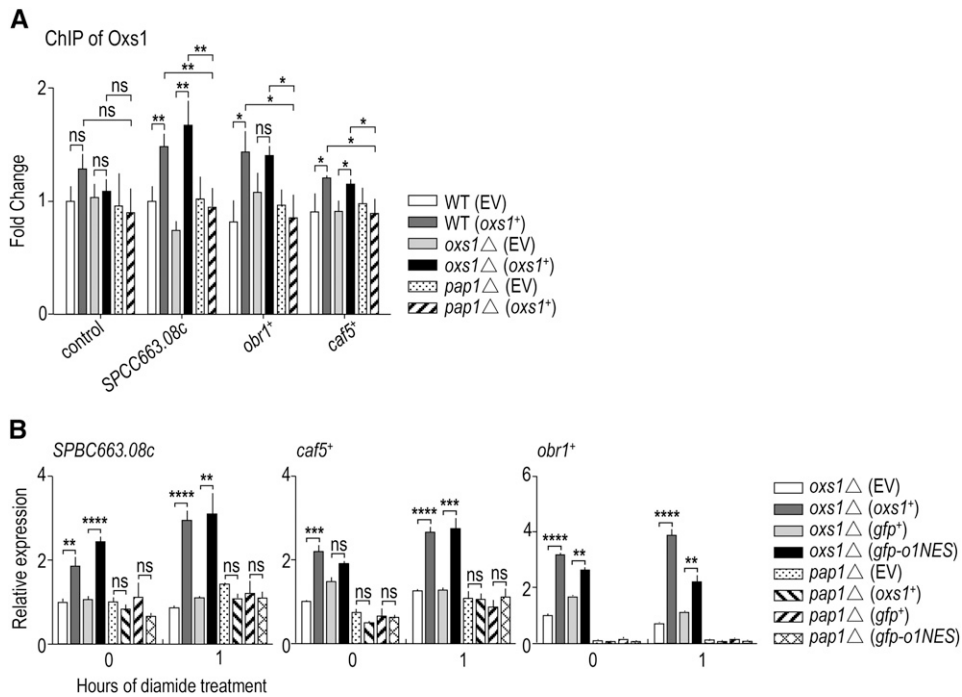 A
ChIP of Oxs1
Fold Change
2
1
0
ns
ns
ns
ns
**
**
**
**
*
ns
*
*
*
*
*
*
control
SPCC663.08c
obr1+
caf5+
WT (EV)
WT (oxs1+)
oxs1△ (EV)
oxs1△ (oxs1+)
pap1△ (EV)
pap1△ (oxs1+)
B
SPBC663.08c
caf5+
obr1+
Relative expression
4
2
0
**
****
ns
ns
****
**
ns
ns
0
1
4
2
0
***
ns
ns
ns
****
***
ns
ns
0
1
6
4
2
0
****
**
****
**
0
1
Hours of diamide treatment
oxs1△ (EV)
oxs1△ (oxs1+)
oxs1△ (gfp+)
oxs1△ (gfp-o1NES)
pap1△ (EV)
pap1△ (oxs1+)
pap1△ (gfp+)
pap1△ (gfp-o1NES)